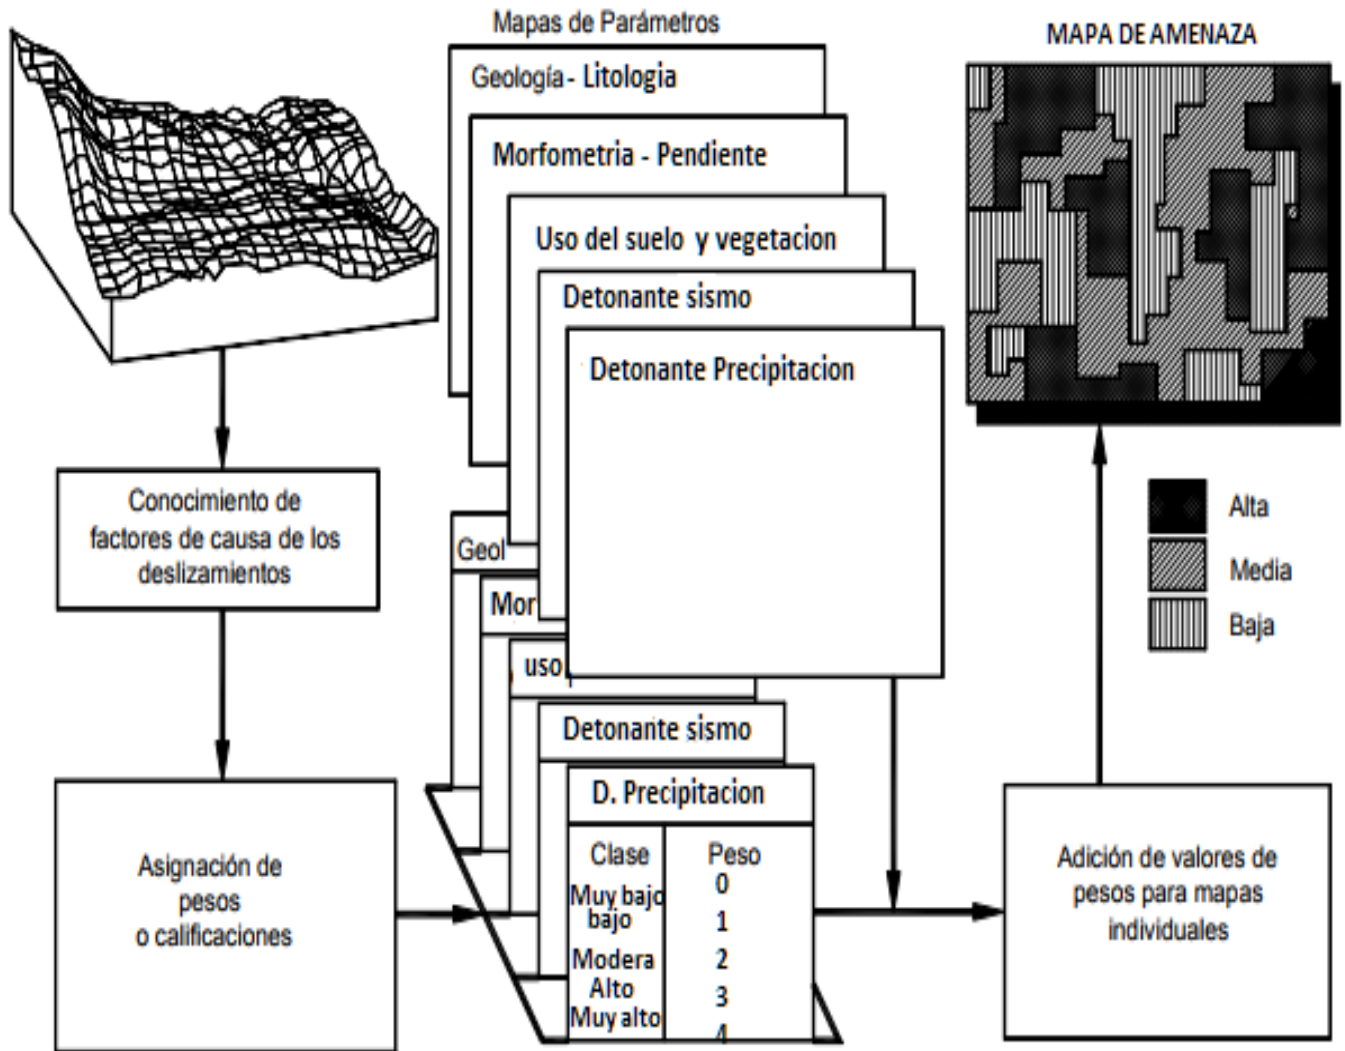 Mapas de Parámetros
MAPA DE AMENAZA
Geología - Litologia
Morfometria - Pendiente
Uso del suelo y vegetacion
Detonante sismo
Detonante Precipitacion
Conocimiento de
factores de causa de los
deslizamientos
Alta
Media
Baja
Geol
Mor
uso
Detonante sismo
D. Precipitacion
Clase Peso
Muy bajo 0
bajo 1
Modera 2
Alto 3
Muy alto 4
Asignación de
pesos
o calificaciones
Adición de valores de
pesos para mapas
individuales